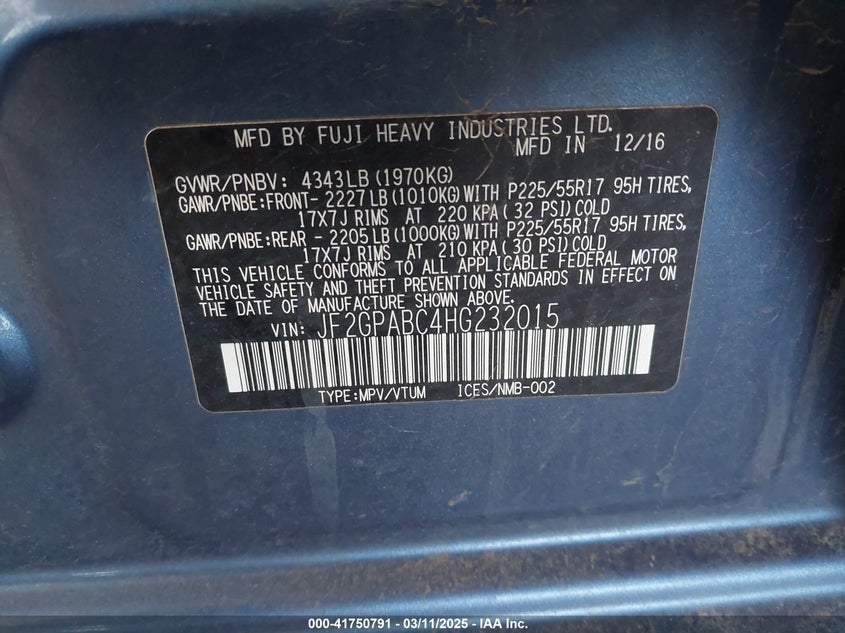 MFD BY FUJI HEAVY INDUSTRIES LTD.
MFD IN 12/16
GVWR/PNBV: 4343LB (1970KG)
GAWR/PNBE:FRONT- 2227 LB (1010KG) WITH P225/55R17 95H TIRES,
17X7J RIMS AT 220 KPA ( 32 PSI) COLD
GAWR/PNBE:REAR - 2205 LB (1000KG) WITH P225/55R17 95H TIRES,
17X7J RIMS AT 210 KPA ( 30 PSI) COLD
THIS VEHICLE CONFORMS TO ALL APPLICABLE FEDERAL MOTOR
VEHICLE SAFETY AND THEFT PREVENTION STANDARDS IN EFFECT ON
THE DATE OF MANUFACTURE SHOWN ABOVE.
VIN: JF2GPABC4HG232015
TYPE:MPV/VTUM ICES/NMB-002
000-41750791 - 03/11/2025 - IAA Inc.